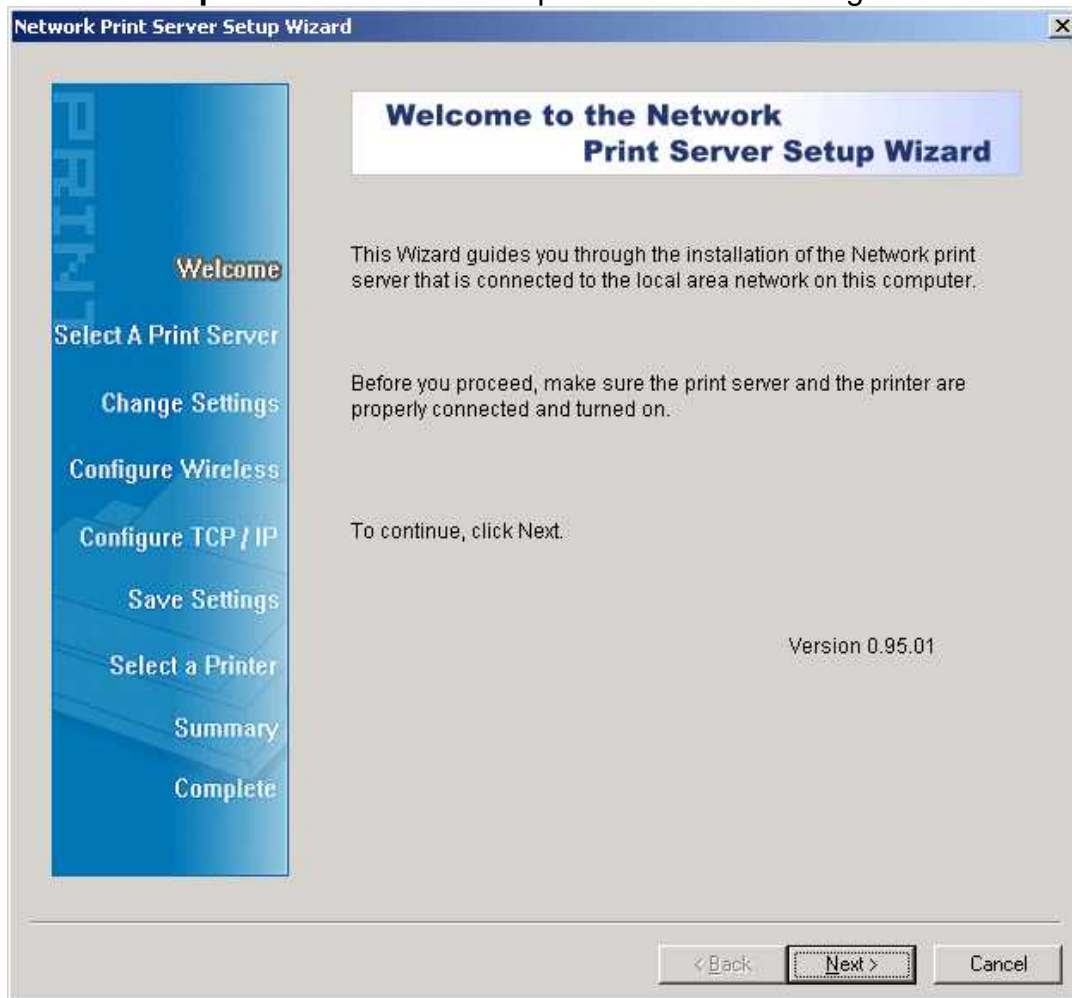 Network Print Server Setup Wizard
PRINT
Welcome to the Network
Print Server Setup Wizard
Welcome
Select A Print Server
Change Settings
Configure Wireless
Configure TCP / IP
Save Settings
Select a Printer
Summary
Complete
This Wizard guides you through the installation of the Network print
server that is connected to the local area network on this computer.
Before you proceed, make sure the print server and the printer are
properly connected and turned on.
To continue, click Next.
Version 0.95.01
< Back
Next >
Cancel